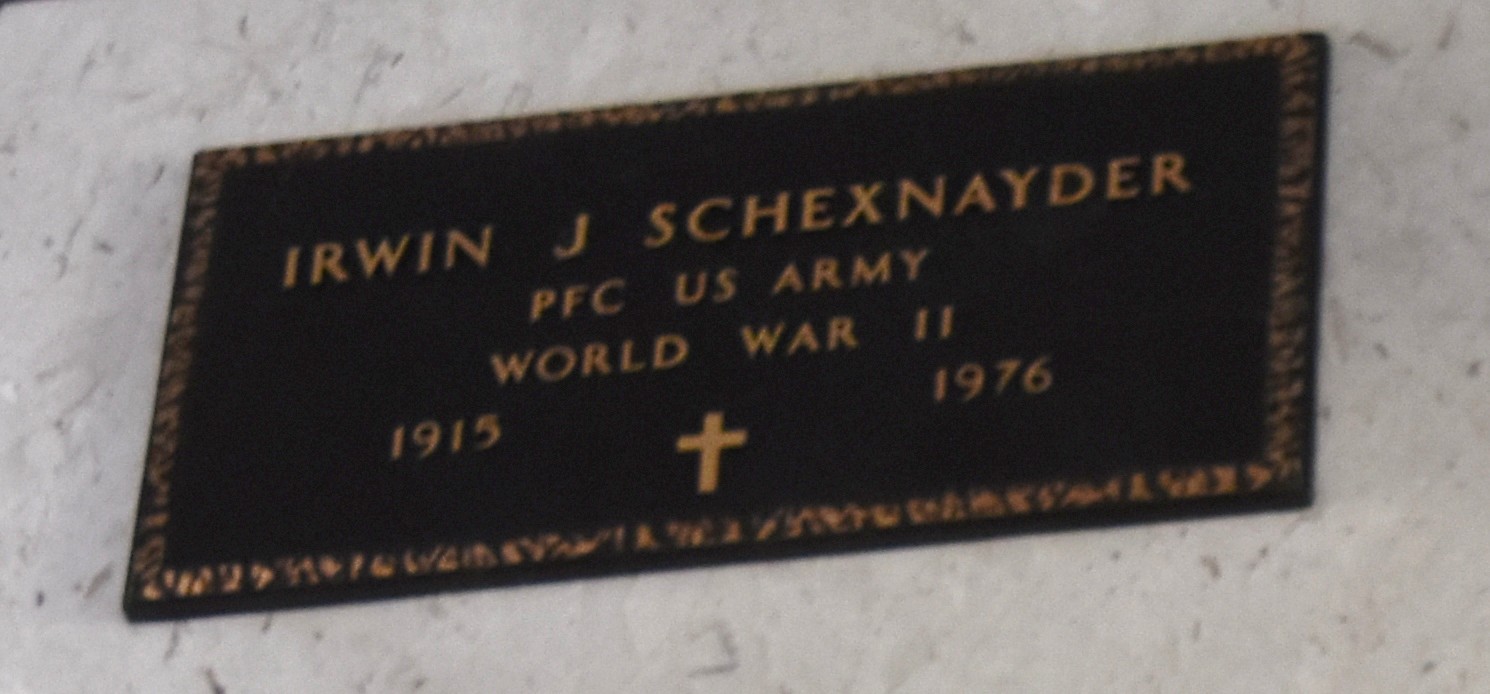 IRWIN J SCHEXNAYDER
PFC US ARMY
WORLD WAR II
1915 1976